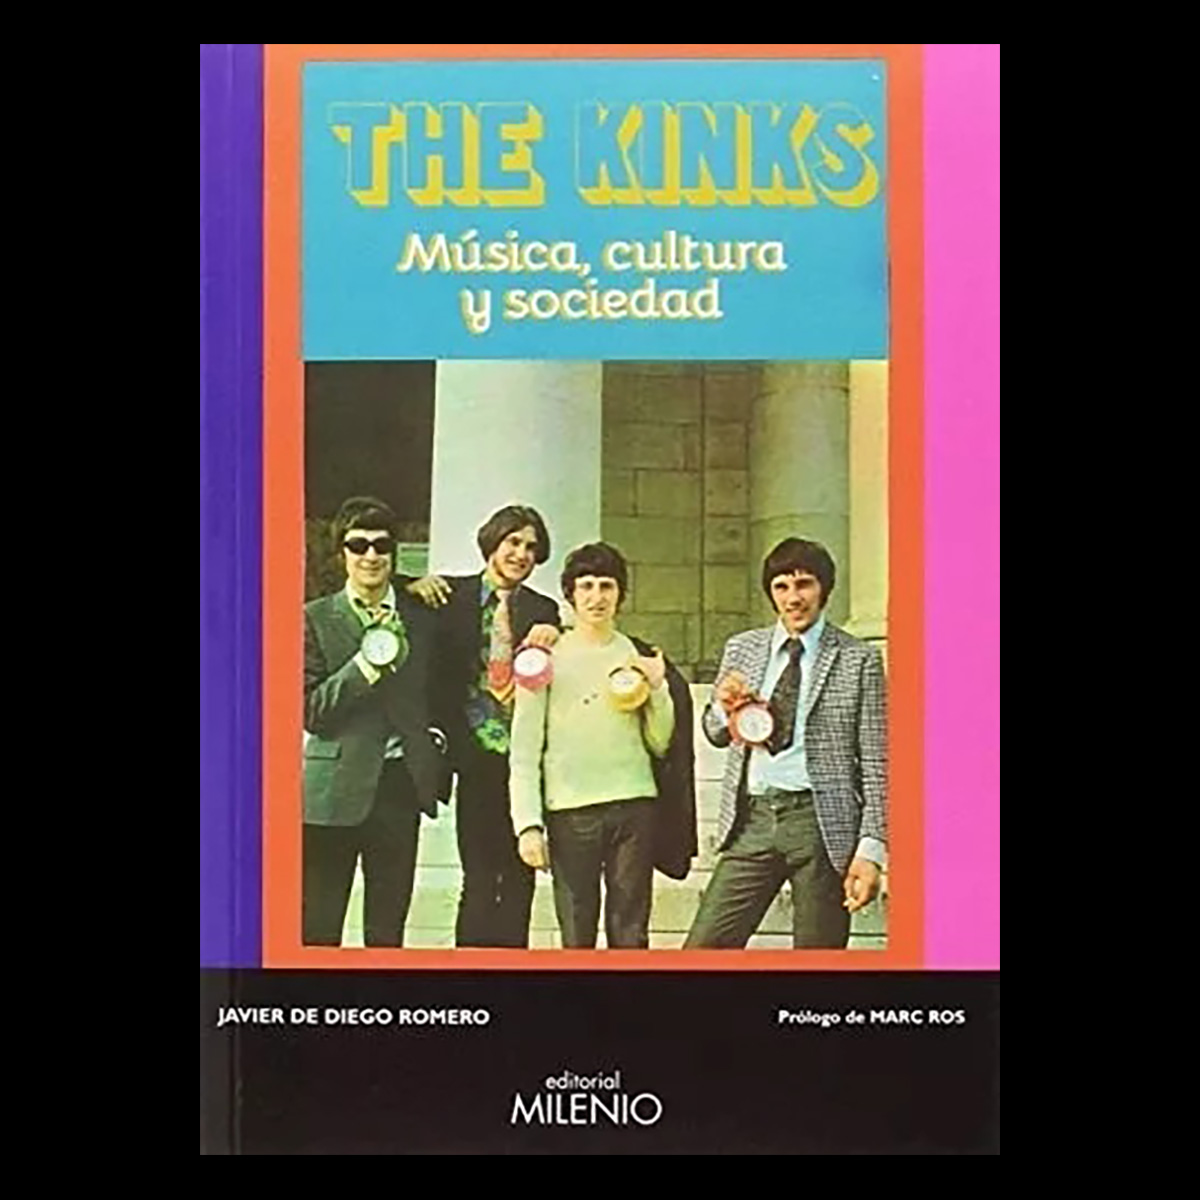 THE KINKS
Música, cultura
y sociedad
JAVIER DE DIEGO ROMERO
Prólogo de MARC ROS
editorial
MILENIO